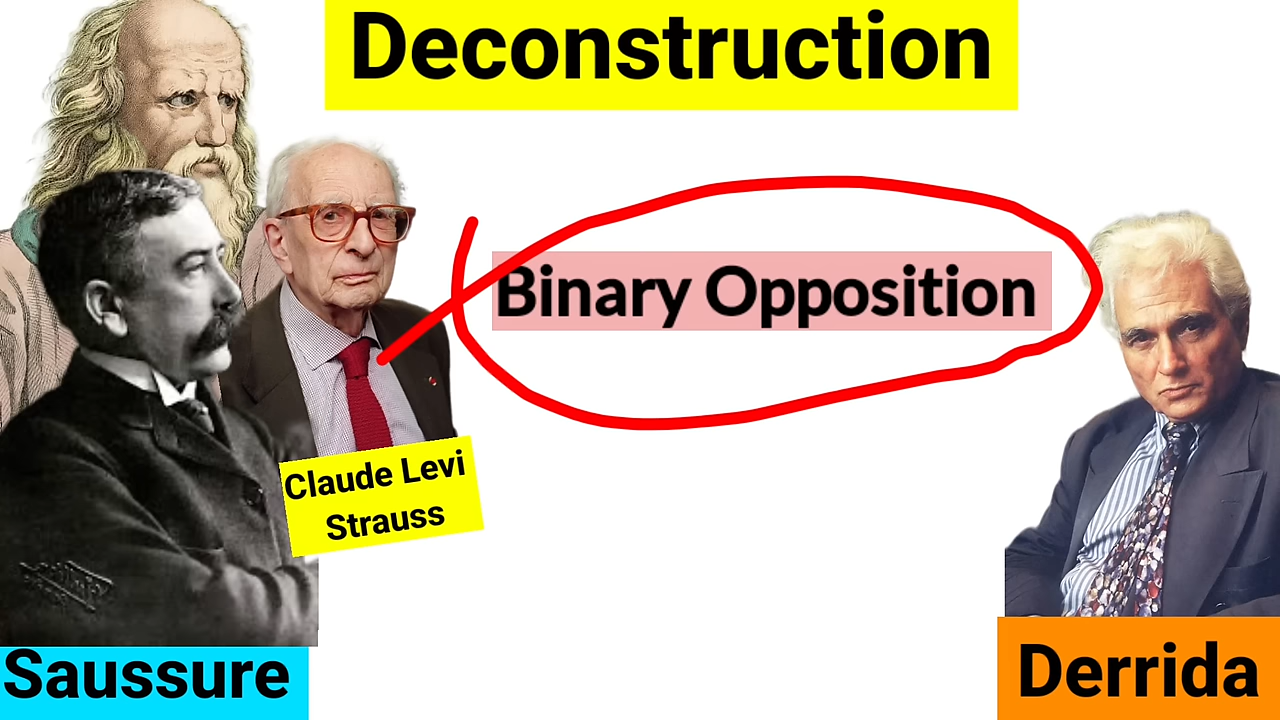 Deconstruction
Binary Opposition
Claude Levi
Strauss
Saussure
Derrida